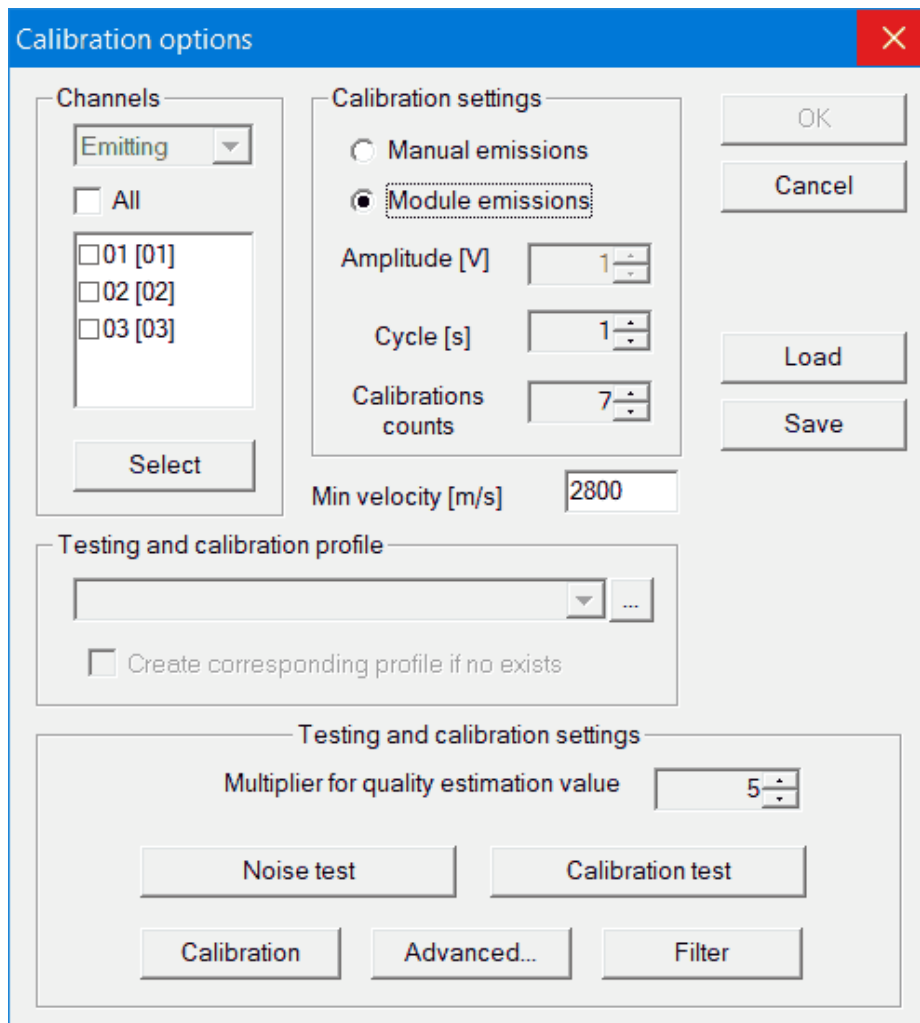 Calibration options
Channels
Emitting
All
01 [01]
02 [02]
03 [03]
Select
Calibration settings
Manual emissions
Module emissions
Amplitude [V] 1
Cycle [s] 1
Calibrations
counts 7
Min velocity [m/s] 2800
OK
Cancel
Load
Save
Testing and calibration profile
...
Create corresponding profile if no exists
Testing and calibration settings
Multiplier for quality estimation value 5
Noise test Calibration test
Calibration Advanced... Filter